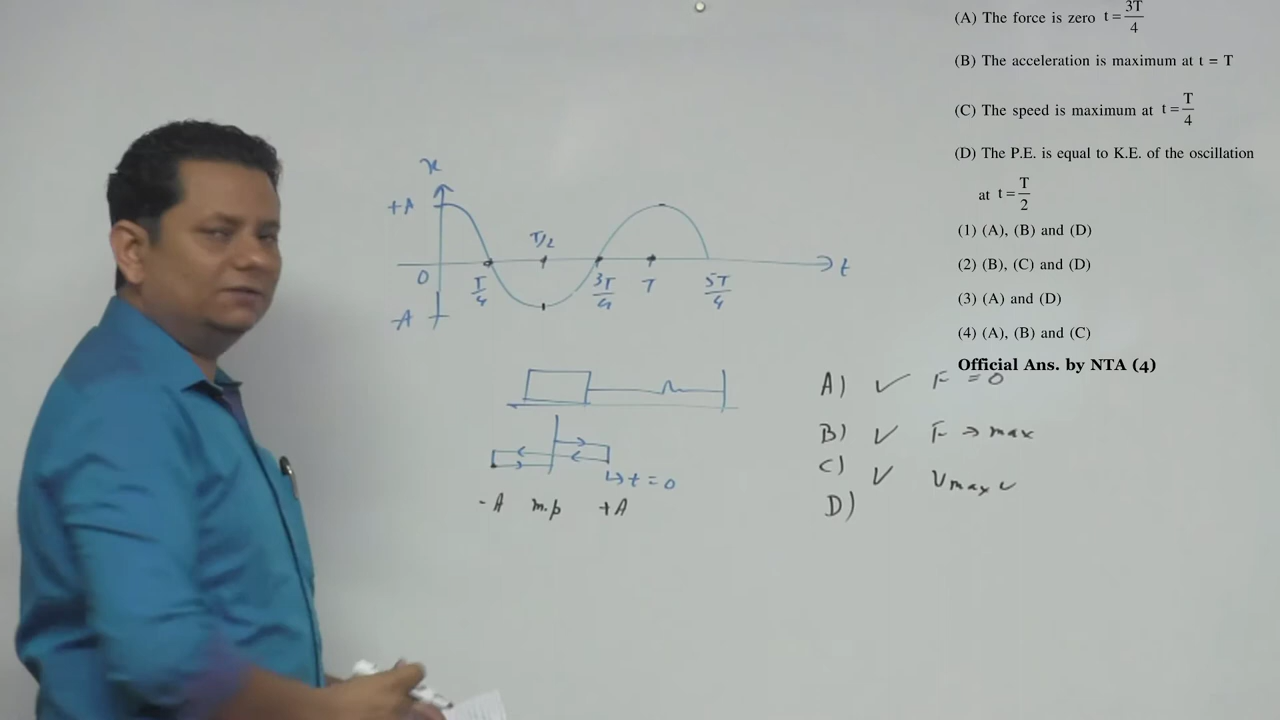 (A) The force is zero t = 3T/4
(B) The acceleration is maximum at t = T
(C) The speed is maximum at t = T/4
(D) The P.E. is equal to K.E. of the oscillation
at t = T/2
(1) (A), (B) and (D)
(2) (B), (C) and (D)
(3) (A) and (D)
(4) (A), (B) and (C)
Official Ans. by NTA (4)
x
+A
T/2
0
T/4
3T/4
T
5T/4
t
-A
A) ✓ F = 0
B) ✓ F → max
C) ✓ Vmax ✓
D)
↳ t = 0
-A m.p +A